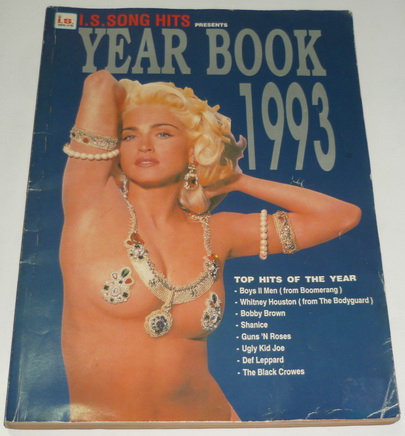 i.s.
I.S. SONG HITS
PRESENTS
YEAR BOOK
1993
TOP HITS OF THE YEAR
- Boys II Men ( from Boomerang )
- Whitney Houston ( from The Bodyguard )
- Bobby Brown
- Shanice
- Guns 'N Roses
- Ugly Kid Joe
- Def Leppard
- The Black Crowes